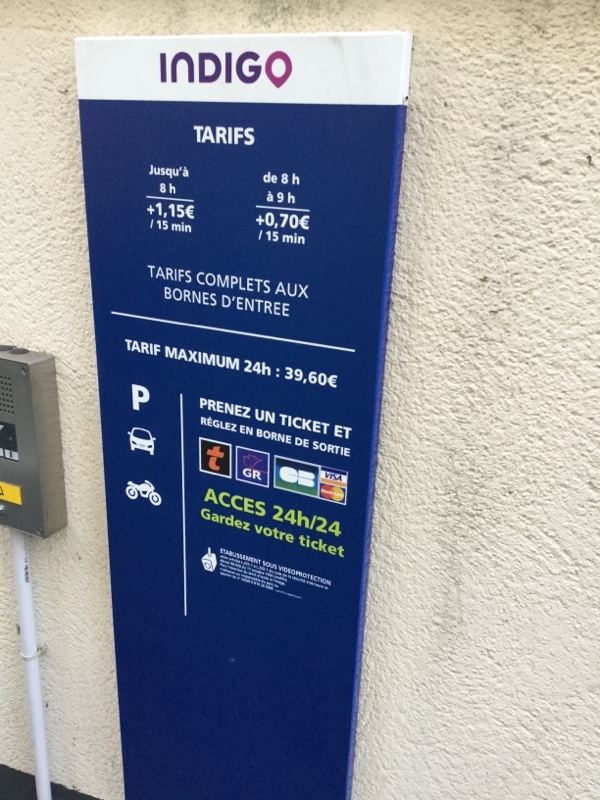 INDIGO
TARIFS
Jusqu'à
8 h
+1,15€
/ 15 min
de 8 h
à 9 h
+0,70€
/ 15 min
TARIFS COMPLETS AUX
BORNES D'ENTREE
TARIF MAXIMUM 24h : 39,60€
P
PRENEZ UN TICKET ET
RÉGLEZ EN BORNE DE SORTIE
t
GR
CB
VISA
MasterCard
ACCES 24h/24
Gardez votre ticket
ETABLISSEMENT SOUS VIDEOPROTECTION